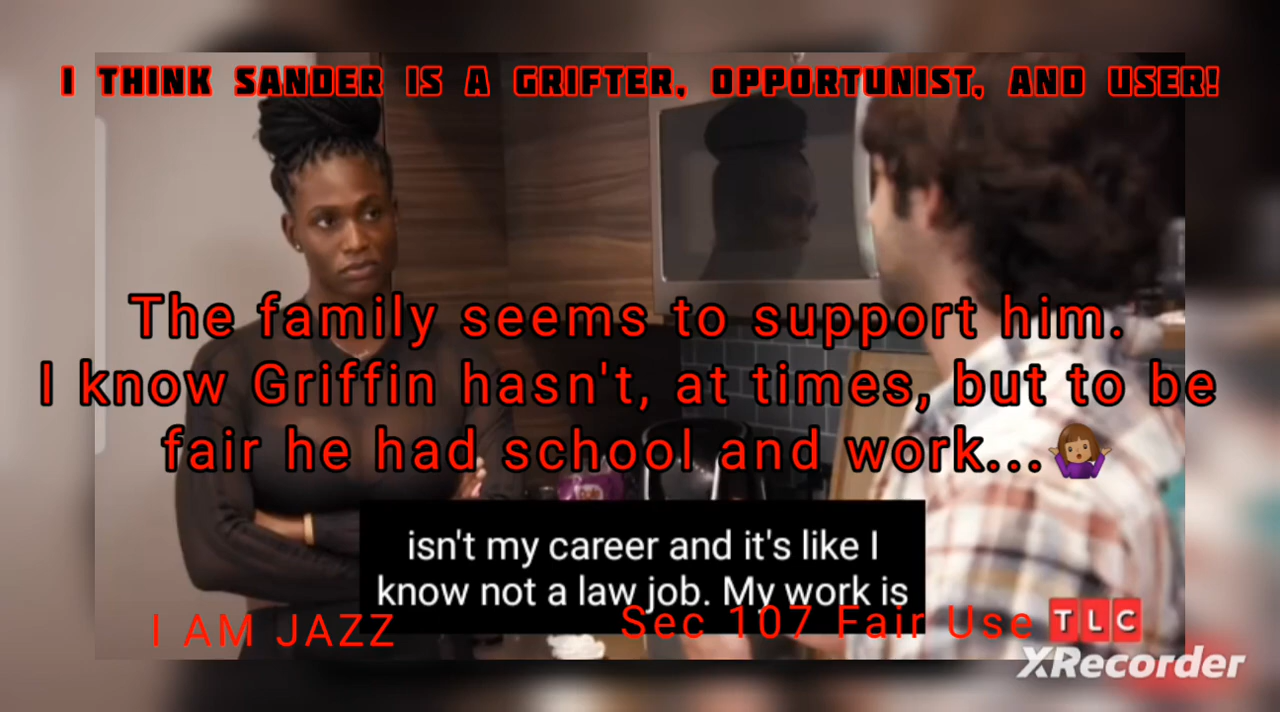 I THINK SANDER IS A GRIFTER, OPPORTUNIST, AND USER!
The family seems to support him.
I know Griffin hasn't, at times, but to be
fair he had school and work...🤷🏽‍♀️
isn't my career and it's like I
know not a law job. My work is
I AM JAZZ
Sec 107 Fair Use
TLC
XRecorder